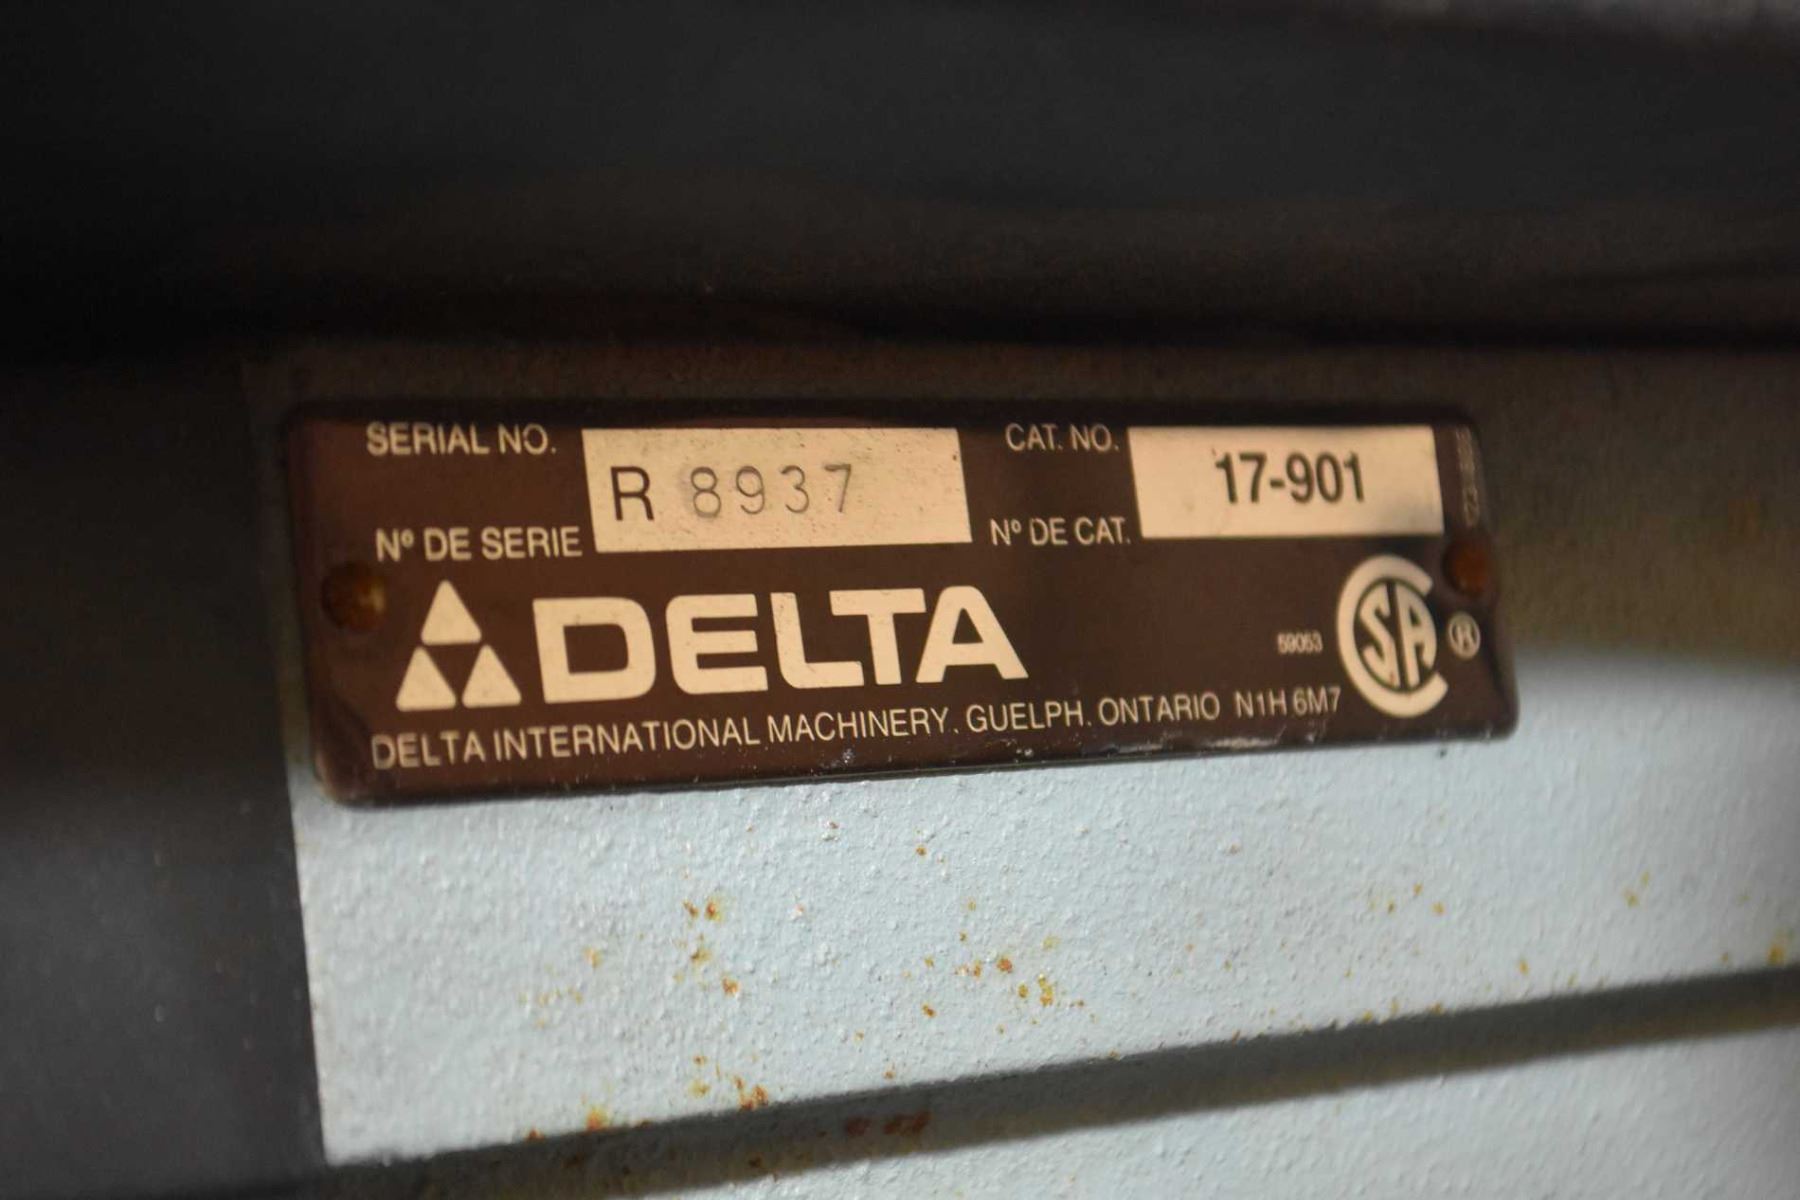 SERIAL NO. R 8937 CAT. NO. 17-901
Nº DE SERIE Nº DE CAT.
DELTA
59063 CSA ®
DELTA INTERNATIONAL MACHINERY. GUELPH. ONTARIO N1H 6M7